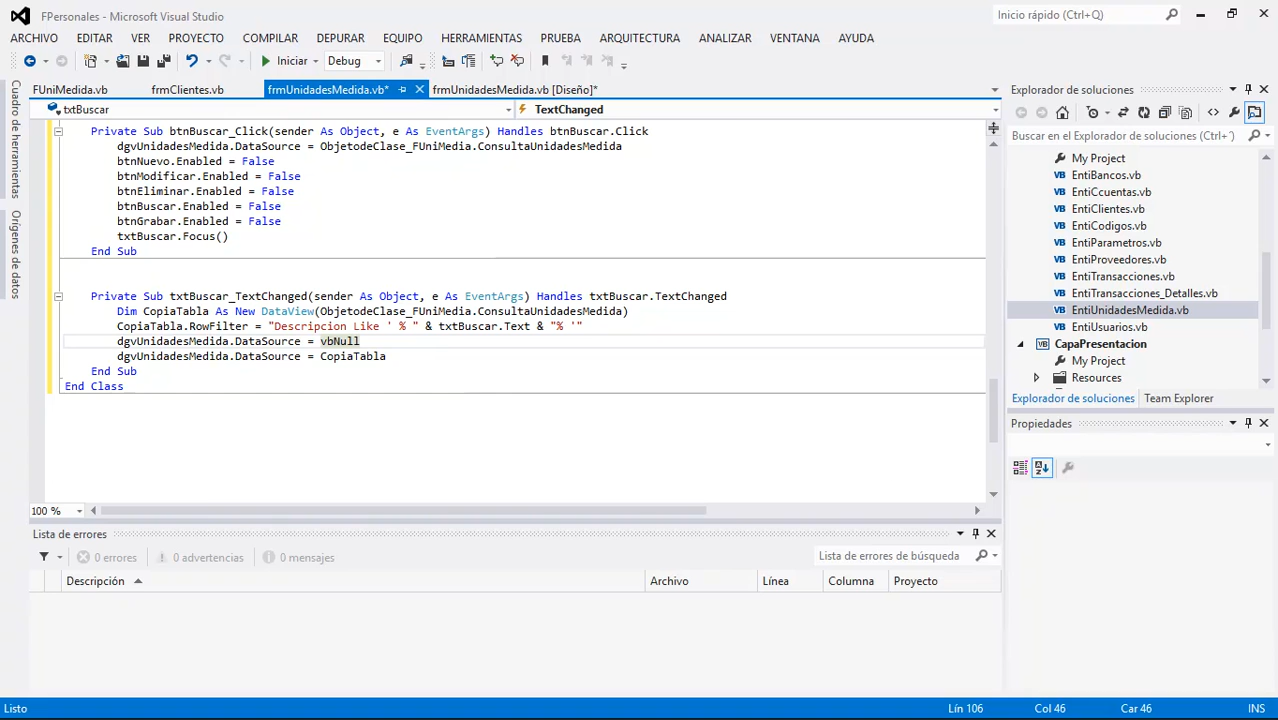 FPersonales - Microsoft Visual Studio
Inicio rápido (Ctrl+Q)
ARCHIVO EDITAR VER PROYECTO COMPILAR DEPURAR EQUIPO HERRAMIENTAS PRUEBA ARQUITECTURA ANALIZAR VENTANA AYUDA
Iniciar Debug
Cuadro de herramientas
Orígenes de datos
FUniMedida.vb frmClientes.vb frmUnidadesMedida.vb* frmUnidadesMedida.vb [Diseño]*
txtBuscar TextChanged
Private Sub btnBuscar_Click(sender As Object, e As EventArgs) Handles btnBuscar.Click
dgvUnidadesMedida.DataSource = ObjetodeClase_FUniMedia.ConsultaUnidadesMedida
btnNuevo.Enabled = False
btnModificar.Enabled = False
btnEliminar.Enabled = False
btnBuscar.Enabled = False
btnGrabar.Enabled = False
txtBuscar.Focus()
End Sub
Private Sub txtBuscar_TextChanged(sender As Object, e As EventArgs) Handles txtBuscar.TextChanged
Dim CopiaTabla As New DataView(ObjetdeClase_FUniMedia.ConsultaUnidadesMedida)
CopiaTabla.RowFilter = "Descripcion Like ' % " & txtBuscar.Text & "% '"
dgvUnidadesMedida.DataSource = vbNull
dgvUnidadesMedida.DataSource = CopiaTabla
End Sub
End Class
100 %
Lista de errores
0 errores 0 advertencias 0 mensajes
Lista de errores de búsqueda
Descripción Archivo Línea Columna Proyecto
Explorador de soluciones
Buscar en el Explorador de soluciones (Ctrl+´)
My Project
EntiBancos.vb
EntiCcuentas.vb
EntiClientes.vb
EntiCodigos.vb
EntiParametros.vb
EntiProveedores.vb
EntiTransacciones.vb
EntiTransacciones_Detalles.vb
EntiUnidadesMedida.vb
EntiUsuarios.vb
CapaPresentacion
My Project
Resources
Explorador de soluciones Team Explorer
Propiedades
Listo Lín 106 Col 46 Car 46 INS